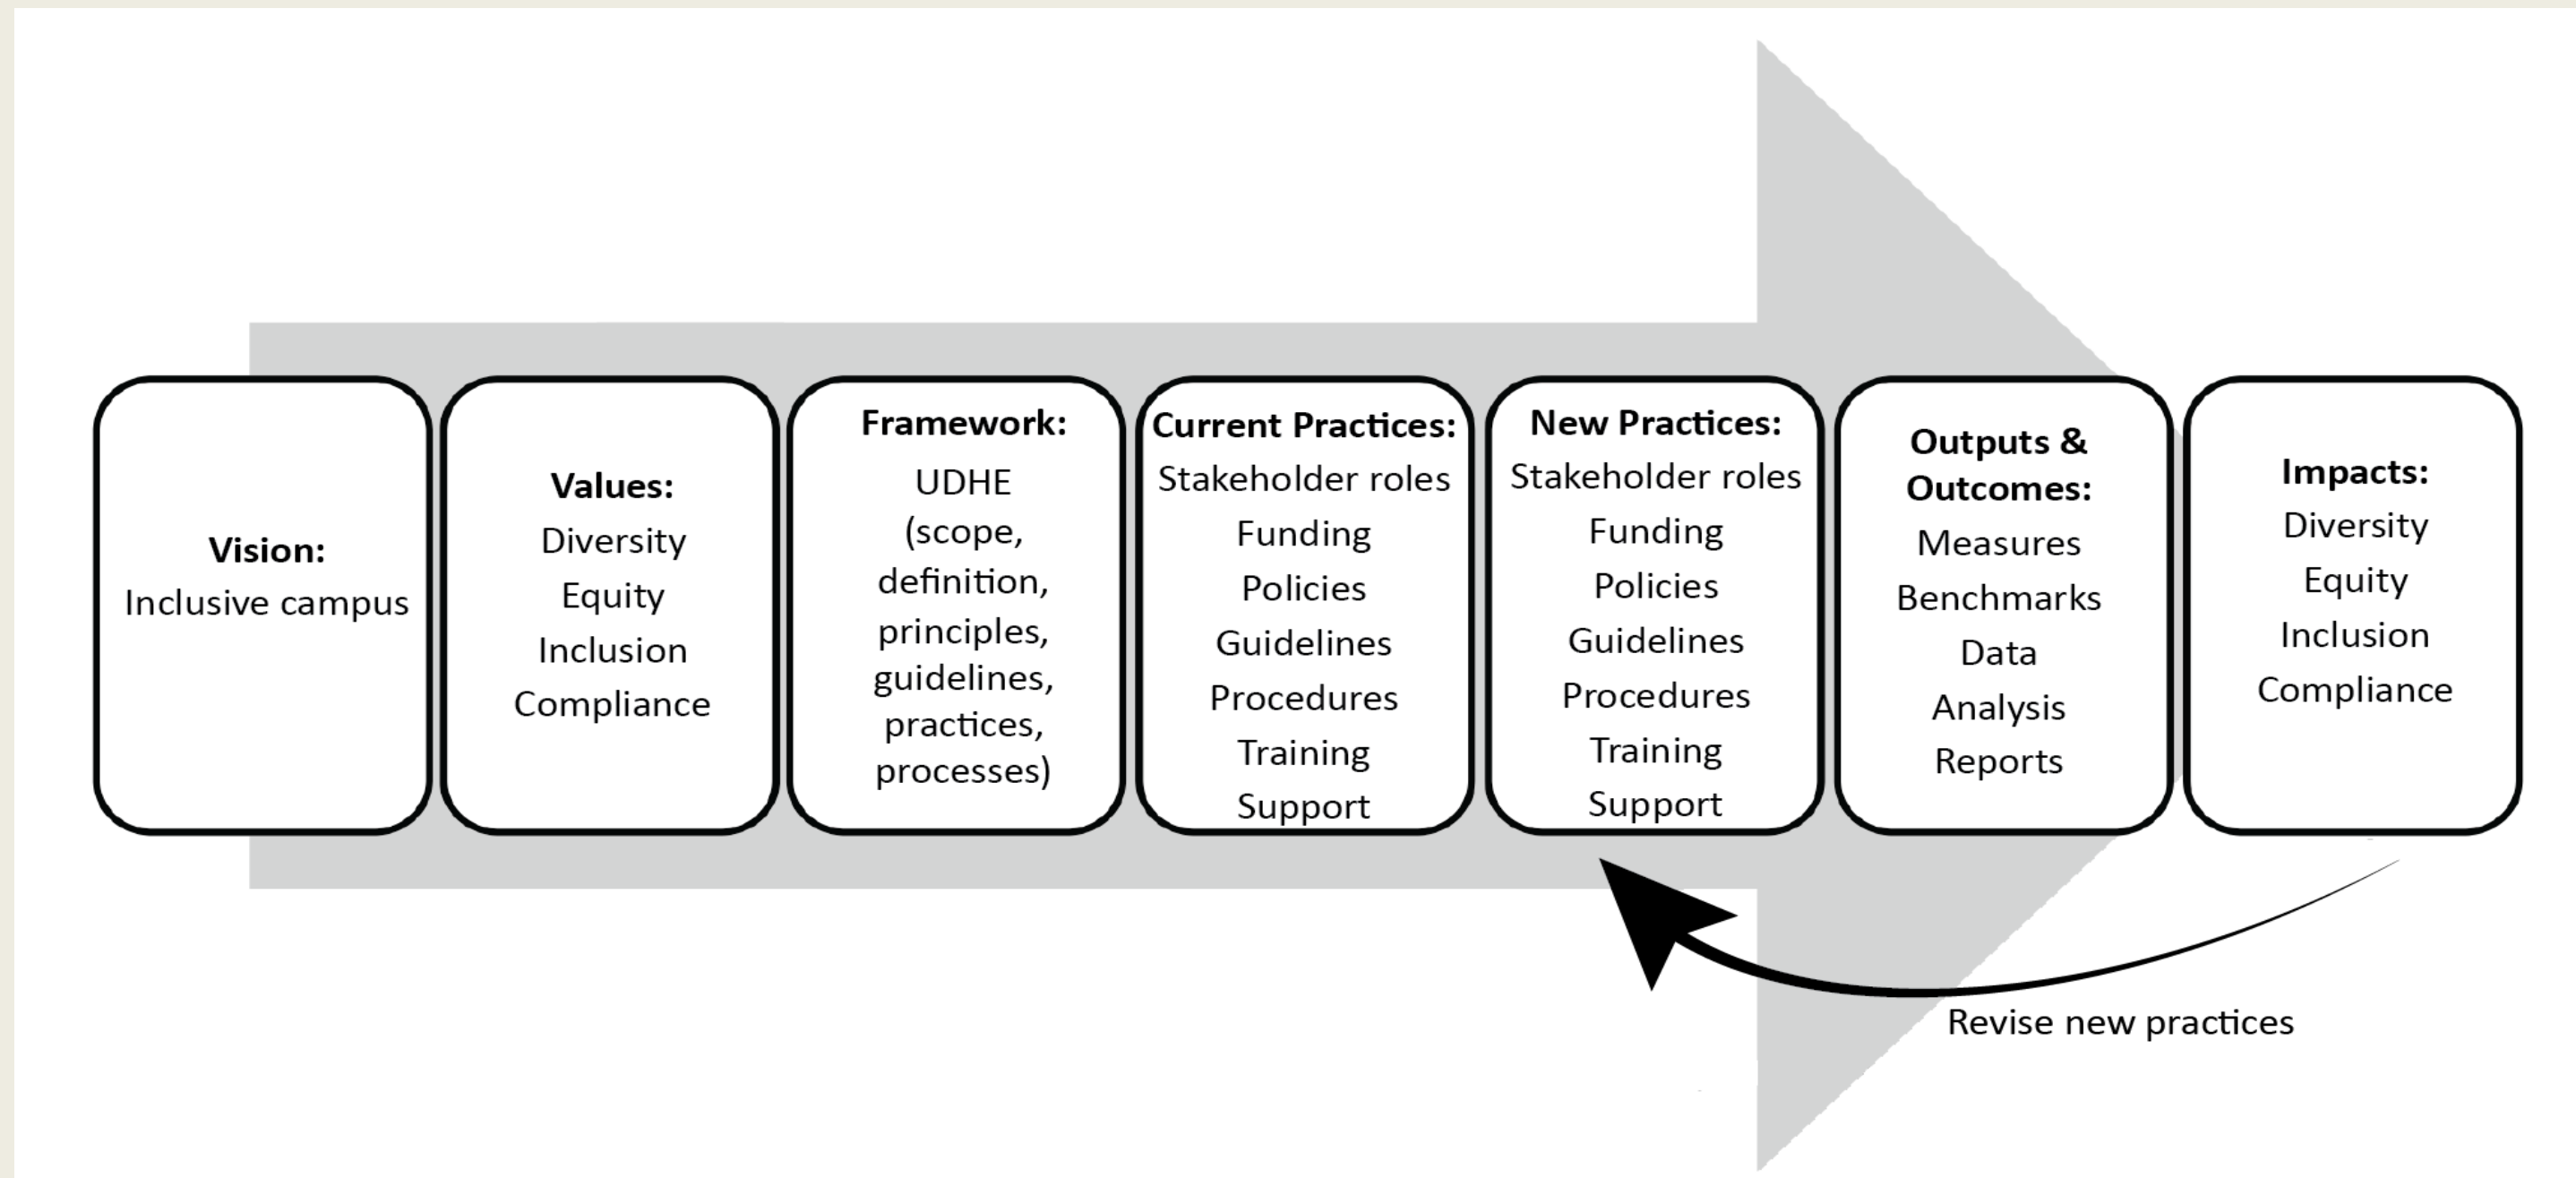 Vision:
Inclusive campus
Values:
Diversity
Equity
Inclusion
Compliance
Framework:
UDHE
(scope,
definition,
principles,
guidelines,
practices,
processes)
Current Practices:
Stakeholder roles
Funding
Policies
Guidelines
Procedures
Training
Support
New Practices:
Stakeholder roles
Funding
Policies
Guidelines
Procedures
Training
Support
Outputs &
Outcomes:
Measures
Benchmarks
Data
Analysis
Reports
Impacts:
Diversity
Equity
Inclusion
Compliance
Revise new practices